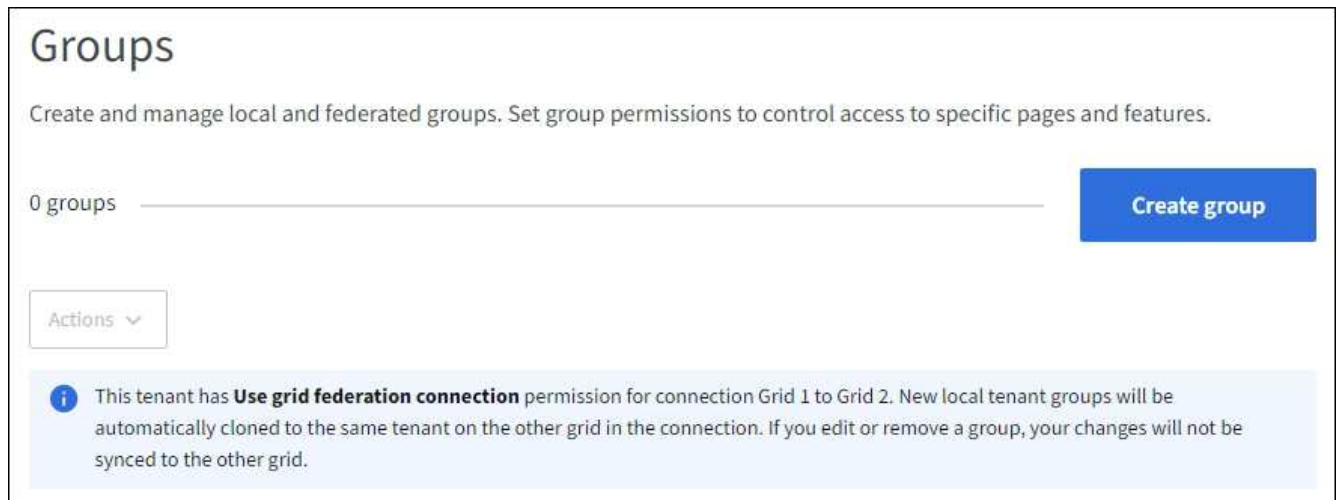 Groups
Create and manage local and federated groups. Set group permissions to control access to specific pages and features.
0 groups
Create group
Actions
This tenant has Use grid federation connection permission for connection Grid 1 to Grid 2. New local tenant groups will be
automatically cloned to the same tenant on the other grid in the connection. If you edit or remove a group, your changes will not be
synced to the other grid.